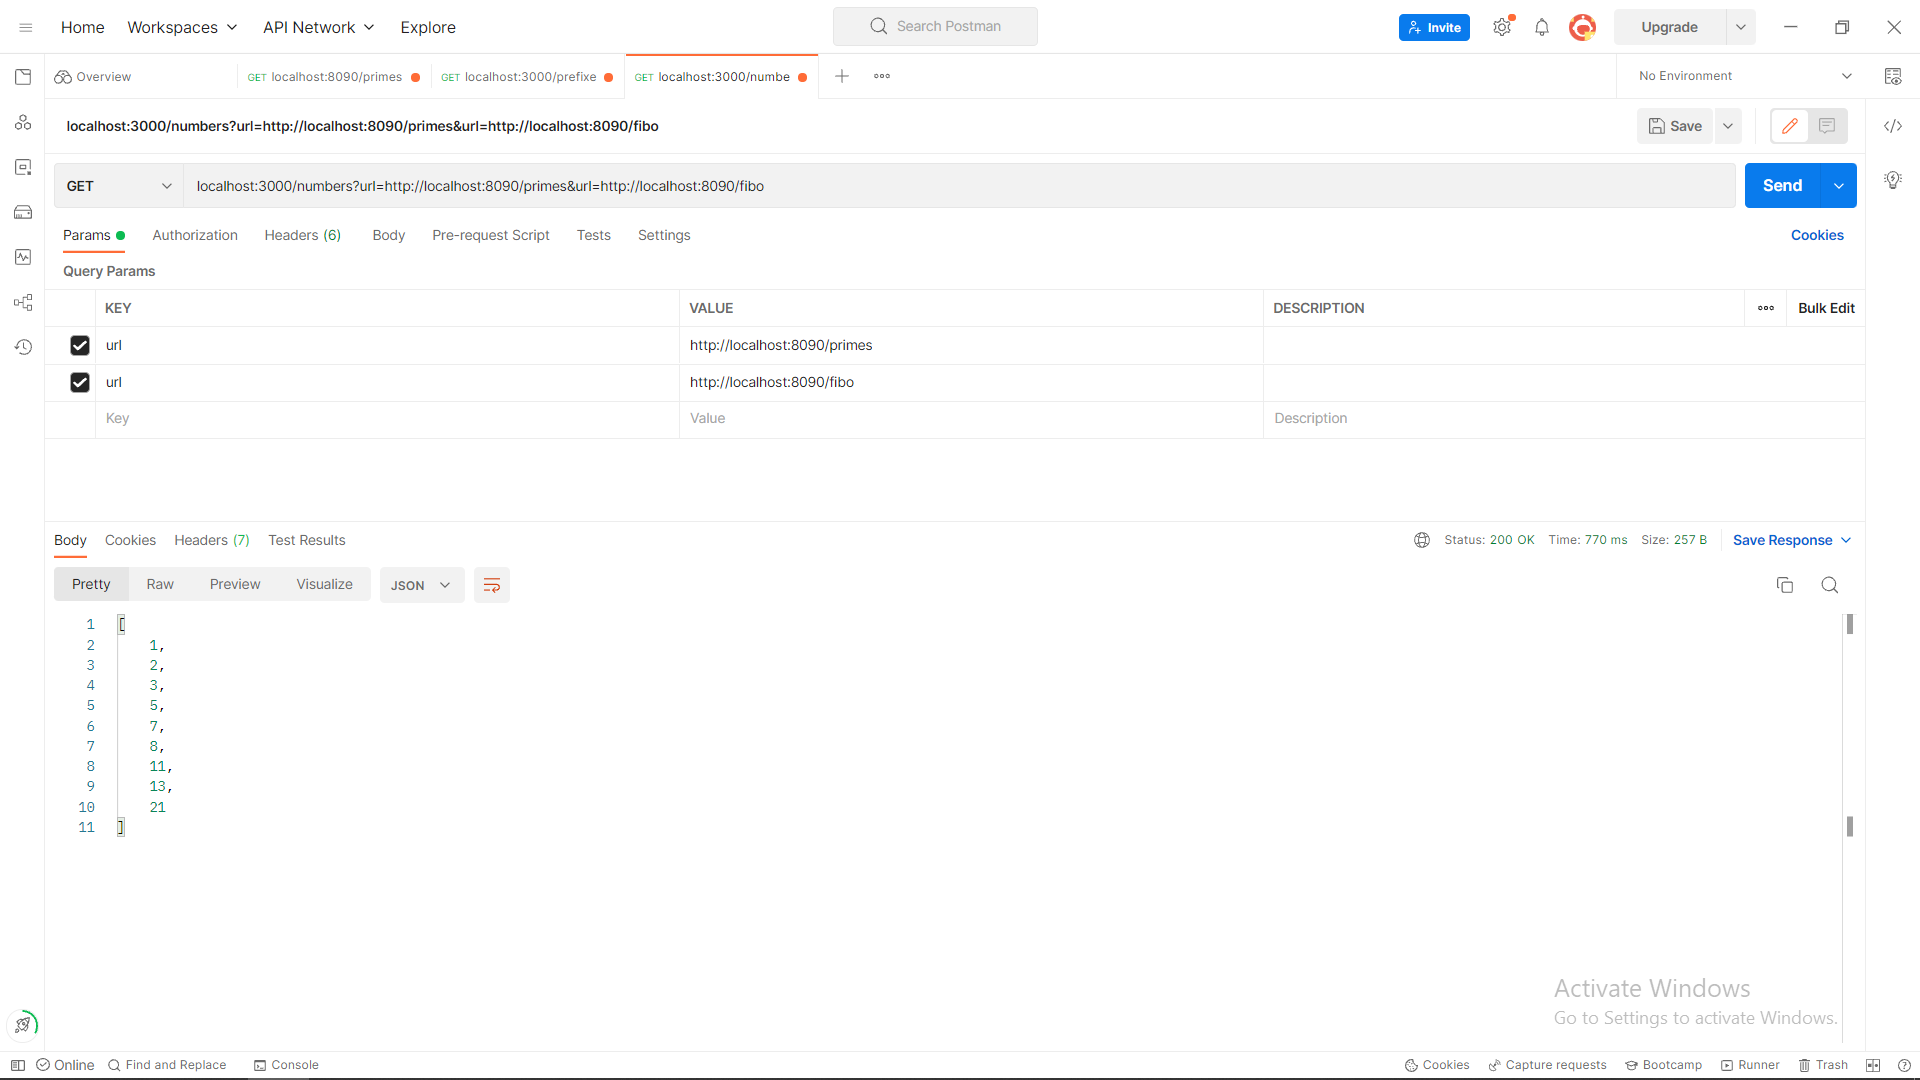 Home Workspaces API Network Explore Search Postman Invite Upgrade
Overview GET localhost:8090/primes GET localhost:3000/prefixe GET localhost:3000/numbe No Environment
localhost:3000/numbers?url=http://localhost:8090/primes&url=http://localhost:8090/fibo Save
GET localhost:3000/numbers?url=http://localhost:8090/primes&url=http://localhost:8090/fibo Send
Params Authorization Headers (6) Body Pre-request Script Tests Settings Cookies
Query Params
KEY VALUE DESCRIPTION Bulk Edit
url http://localhost:8090/primes
url http://localhost:8090/fibo
Key Value Description
Body Cookies Headers (7) Test Results Status: 200 OK Time: 770 ms Size: 257 B Save Response
Pretty Raw Preview Visualize JSON
1 [
2 1,
3 2,
4 3,
5 5,
6 7,
7 8,
8 11,
9 13,
10 21
11 ]
Activate Windows
Go to Settings to activate Windows.
Online Find and Replace Console Cookies Capture requests Bootcamp Runner Trash